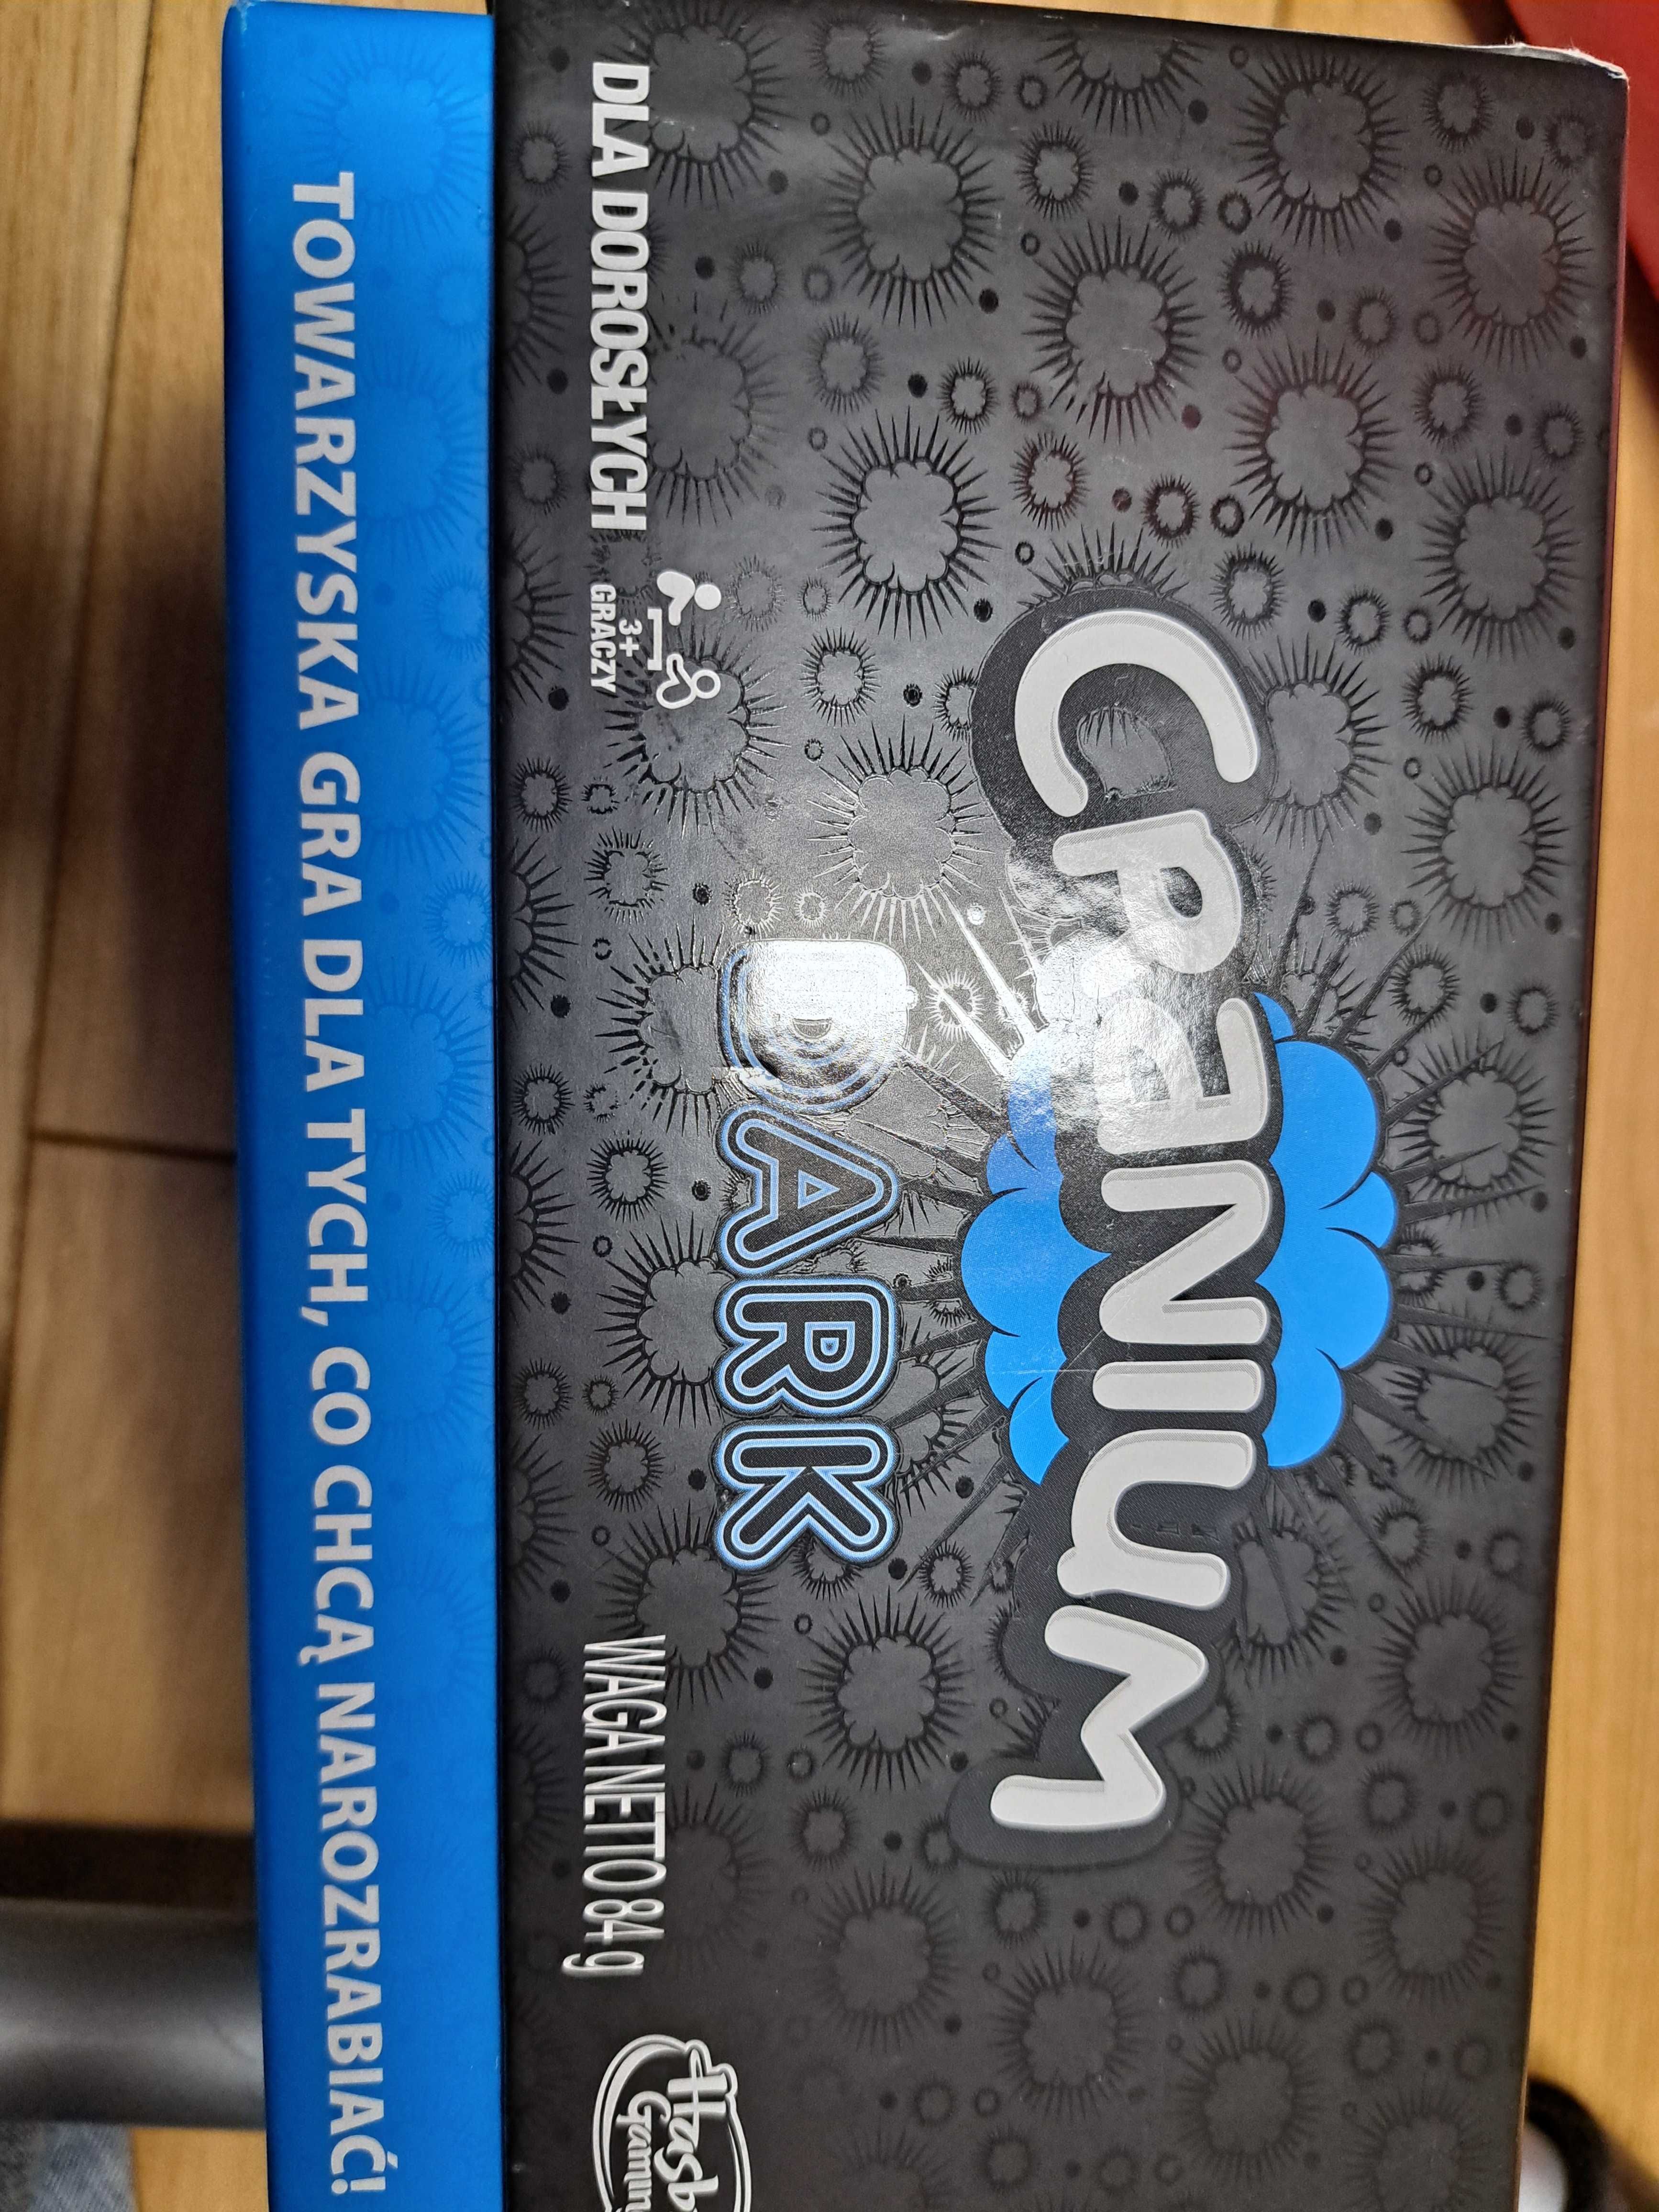 CRANIUM
DARK
DLA DOROSŁYCH
3+
GRACZY
WAGA NETTO 84 g
TOWARZYSKA GRA DLA TYCH, CO CHCĄ NAROZRABIAĆ!